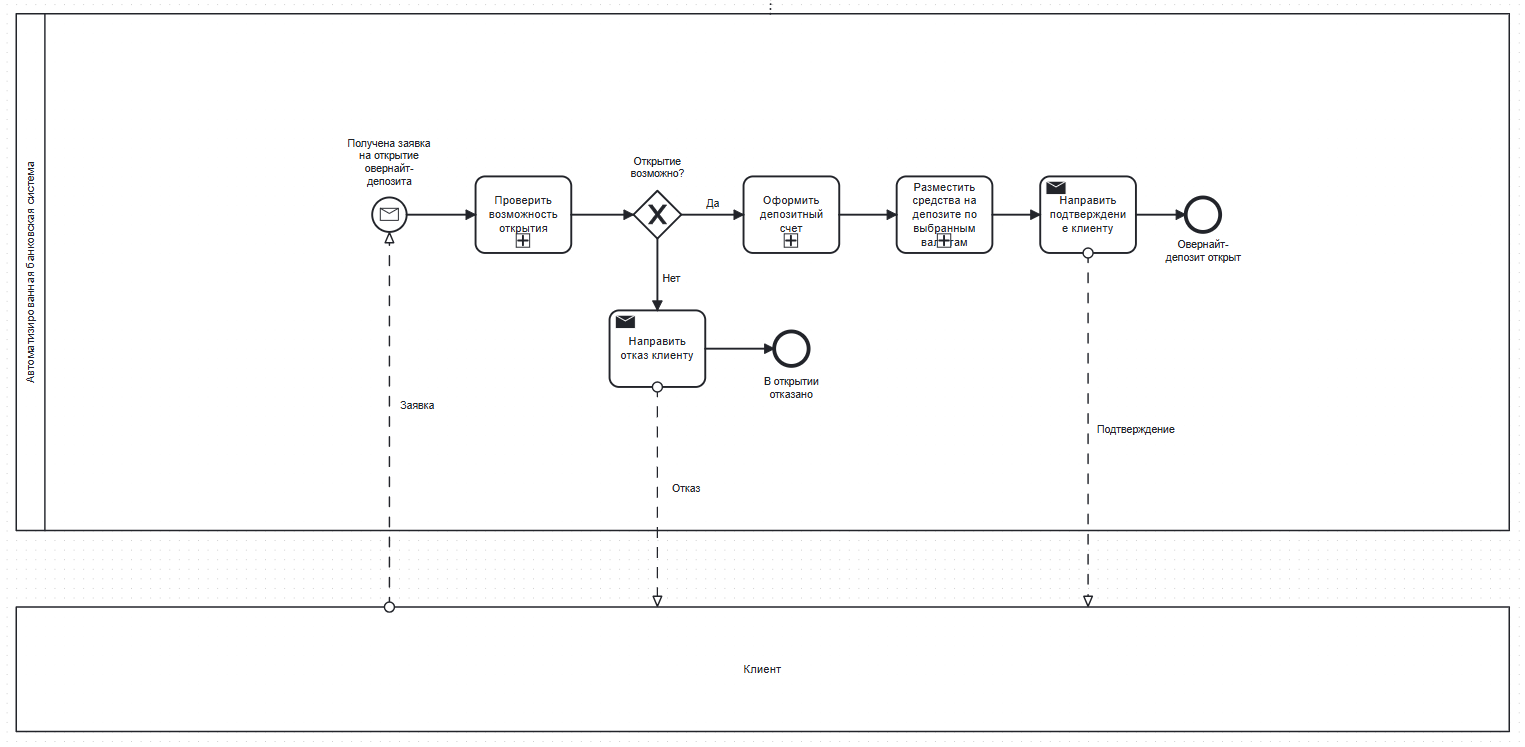 Автоматизированная банковская система
Получена заявка
на открытие
овернайт-
депозита
Проверить
возможность
открытия
Открытие
возможно?
Да
Нет
Оформить
депозитный
счет
Разместить
средства на
депозите по
выбранным
валютам
Направить
подтверждени
е клиенту
Овернайт-
депозит открыт
Направить
отказ клиенту
В открытии
отказано
Заявка
Отказ
Подтверждение
Клиент